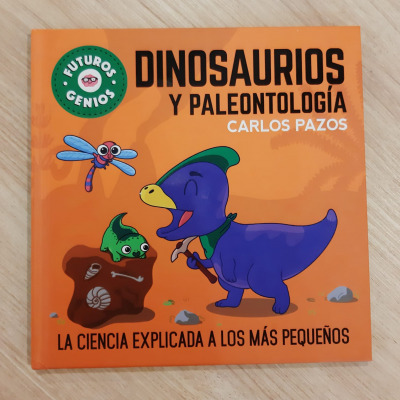 FUTUROS
GENIOS
DINOSAURIOS
Y PALEONTOLOGÍA
CARLOS PAZOS
LA CIENCIA EXPLICADA A LOS MÁS PEQUEÑOS